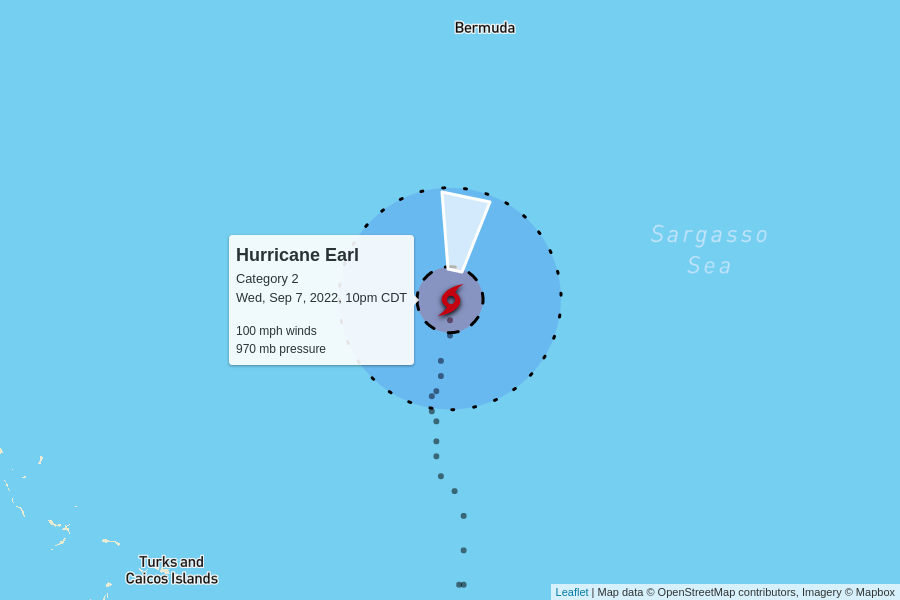 Bermuda
Sargasso
Sea
Hurricane Earl
Category 2
Wed, Sep 7, 2022, 10pm CDT
100 mph winds
970 mb pressure
Turks and
Caicos Islands
Leaflet | Map data © OpenStreetMap contributors, Imagery © Mapbox